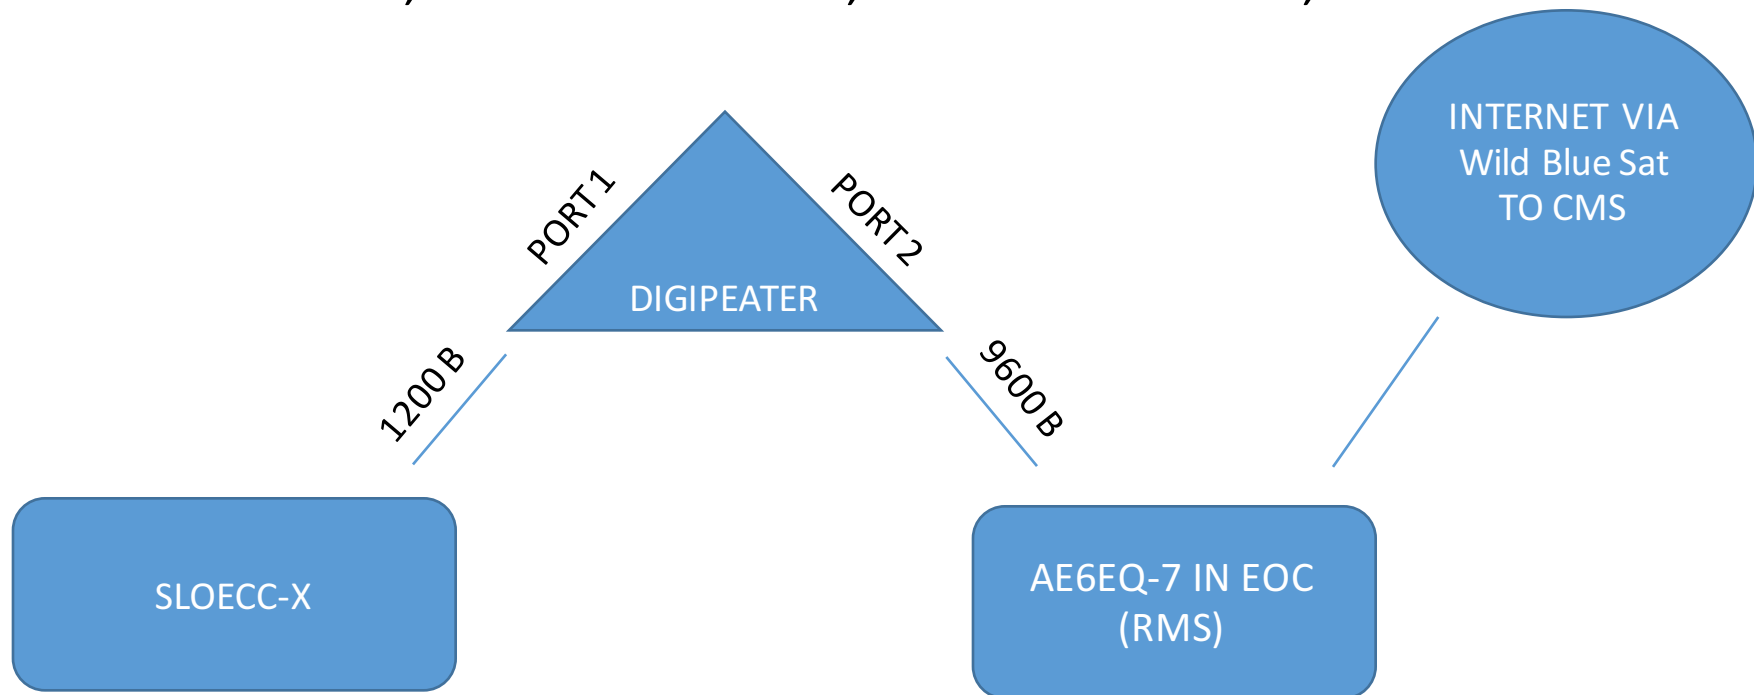 INTERNET VIA
Wild Blue Sat
TO CMS
PORT 1
PORT 2
DIGIPEATER
1200 B
9600 B
SLOECC-X
AE6EQ-7 IN EOC
(RMS)